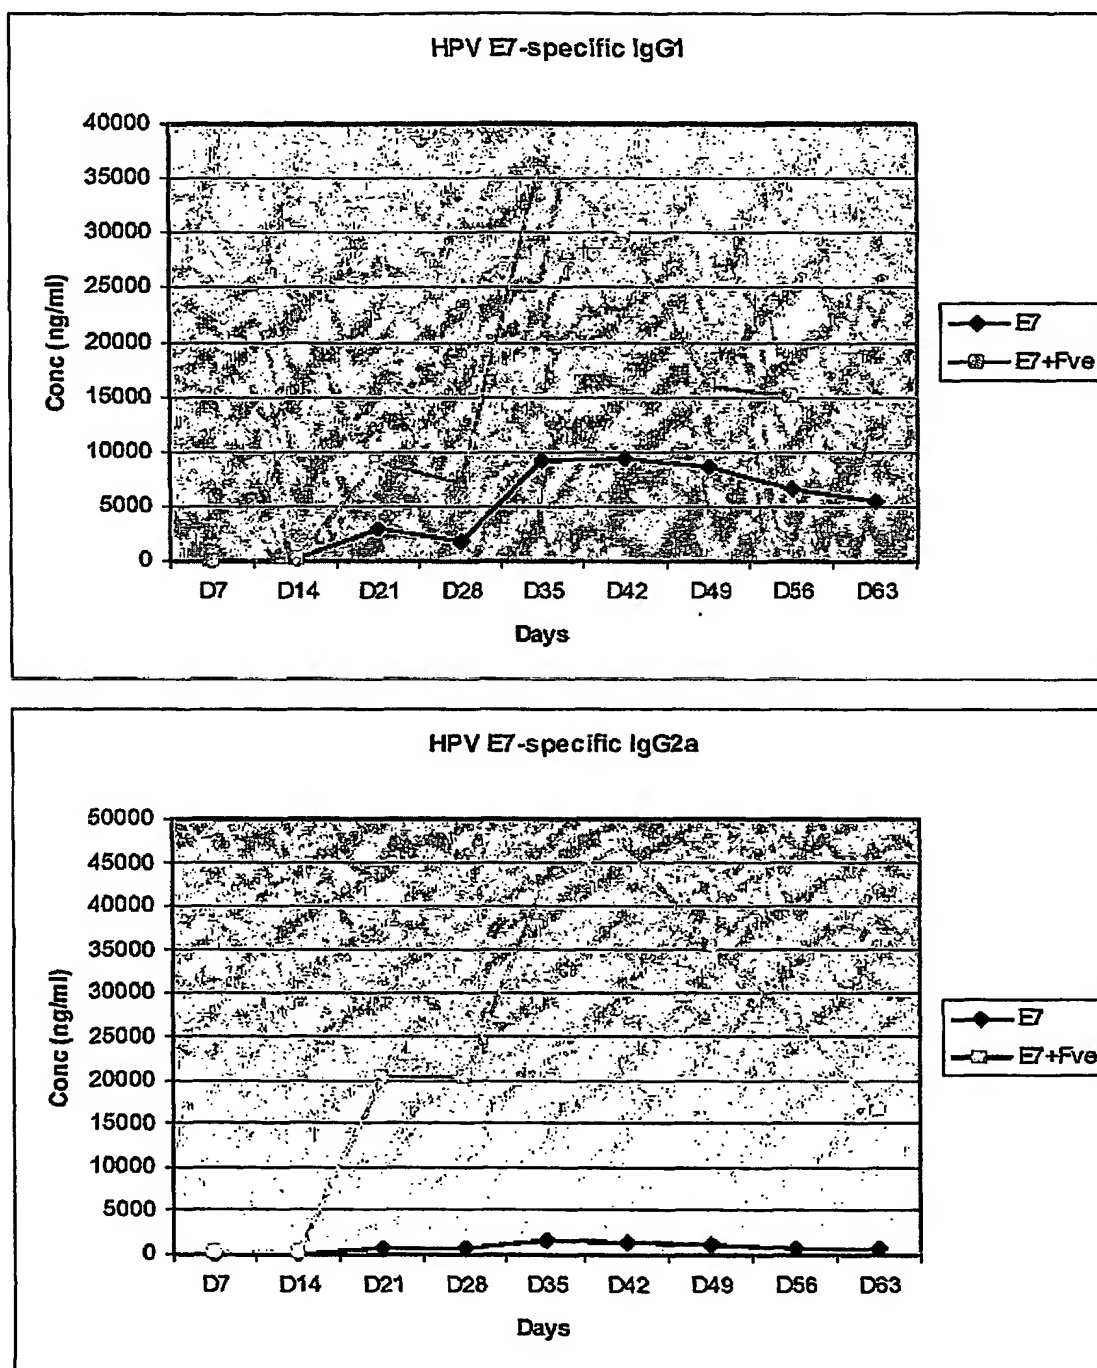 HPV E7-specific IgG1
40000
35000
30000
25000
20000
15000
10000
5000
0
Conc (ng/ml)
D7 D14 D21 D28 D35 D42 D49 D56 D63
Days
E7
E7+Fve
HPV E7-specific IgG2a
50000
45000
40000
35000
30000
25000
20000
15000
10000
5000
0
Conc (ng/ml)
D7 D14 D21 D28 D35 D42 D49 D56 D63
Days
E7
E7+Fve